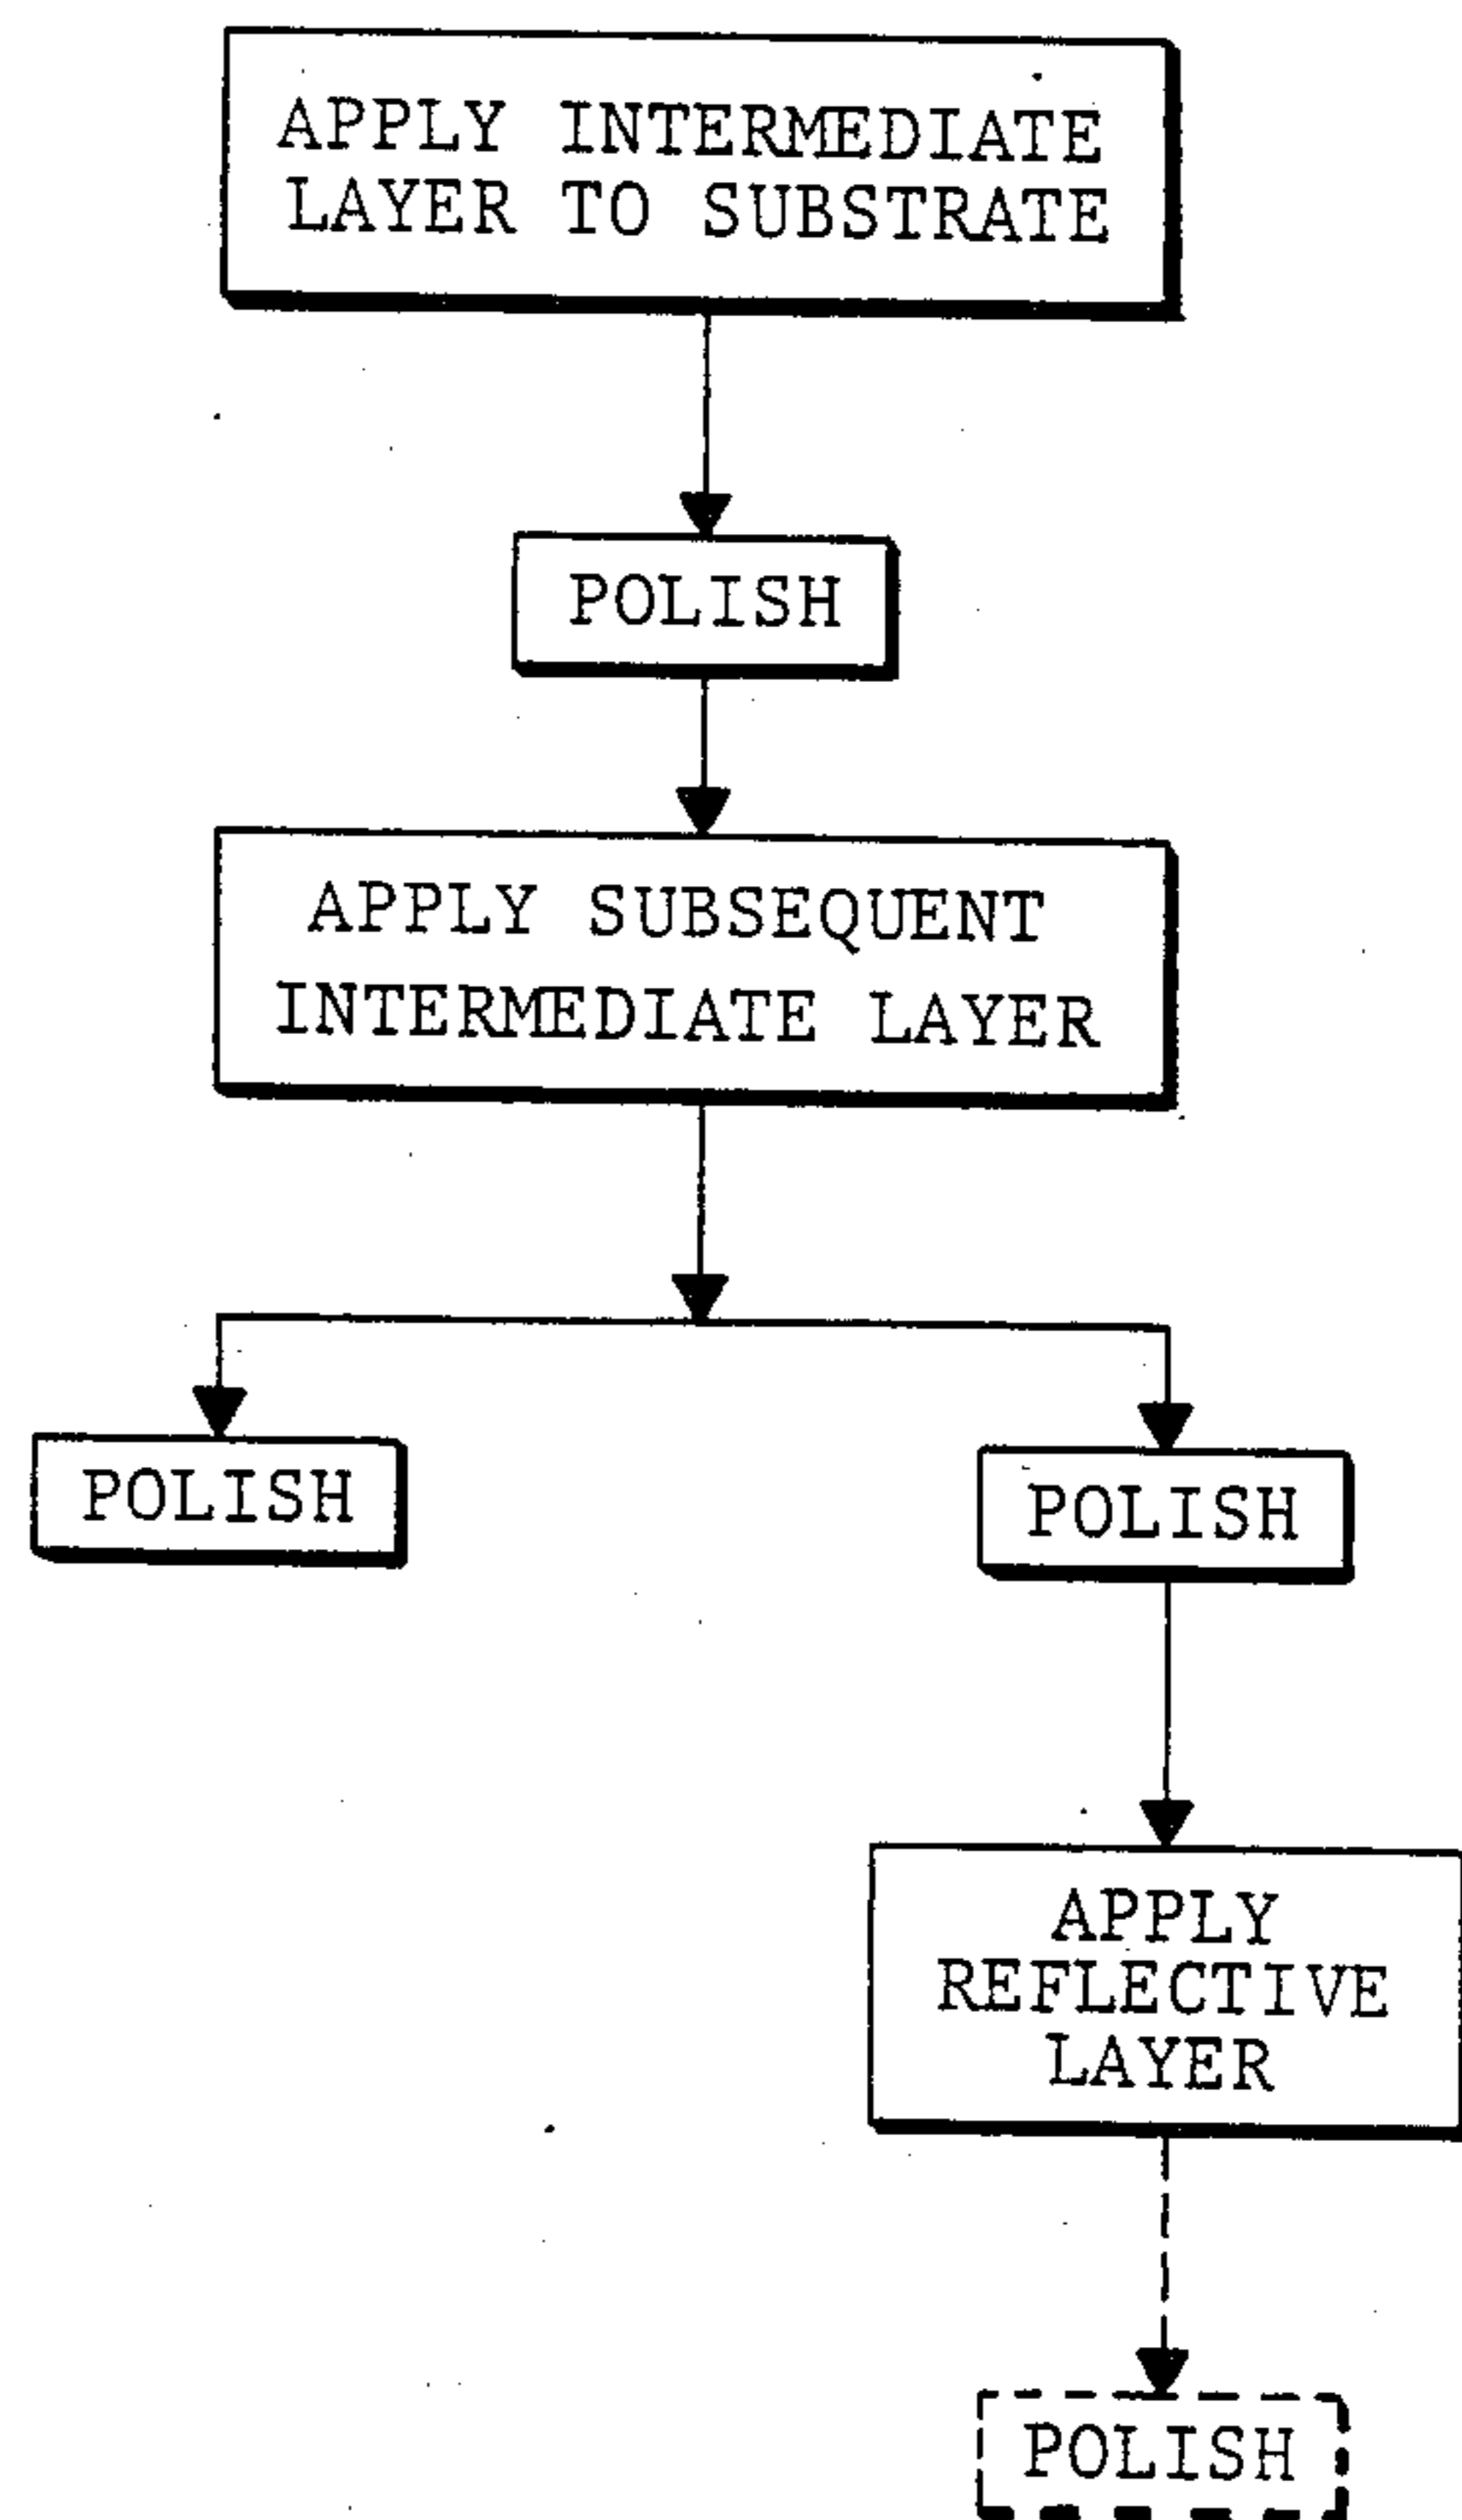 APPLY INTERMEDIATE
LAYER TO SUBSTRATE
POLISH
APPLY SUBSEQUENT
INTERMEDIATE LAYER
POLISH
POLISH
APPLY
REFLECTIVE
LAYER
POLISH